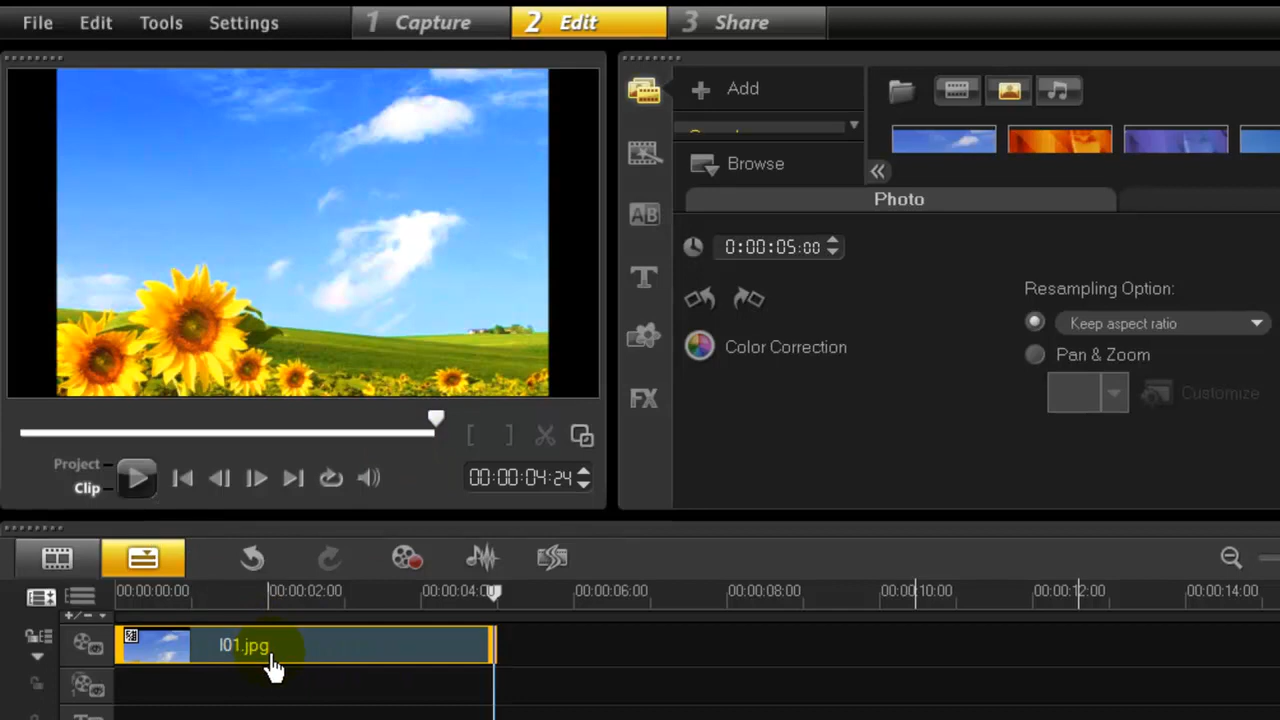 File Edit Tools Settings 1 Capture 2 Edit 3 Share
Add
Browse
Photo
0:00:05:00
Resampling Option:
Keep aspect ratio
Color Correction
Pan & Zoom
Customize
Project
Clip
00:00:04:24
AB
T
FX
00:00:00:00 00:00:02:00 00:00:04:0 00:00:06:00 00:00:08:00 00:00:10:00 00:00:12:00 00:00:14:00
I01.jpg